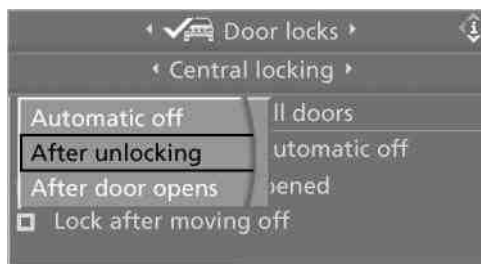 Door locks
Central locking
Automatic off ll doors
After unlocking utomatic off
After door opens ened
Lock after moving off